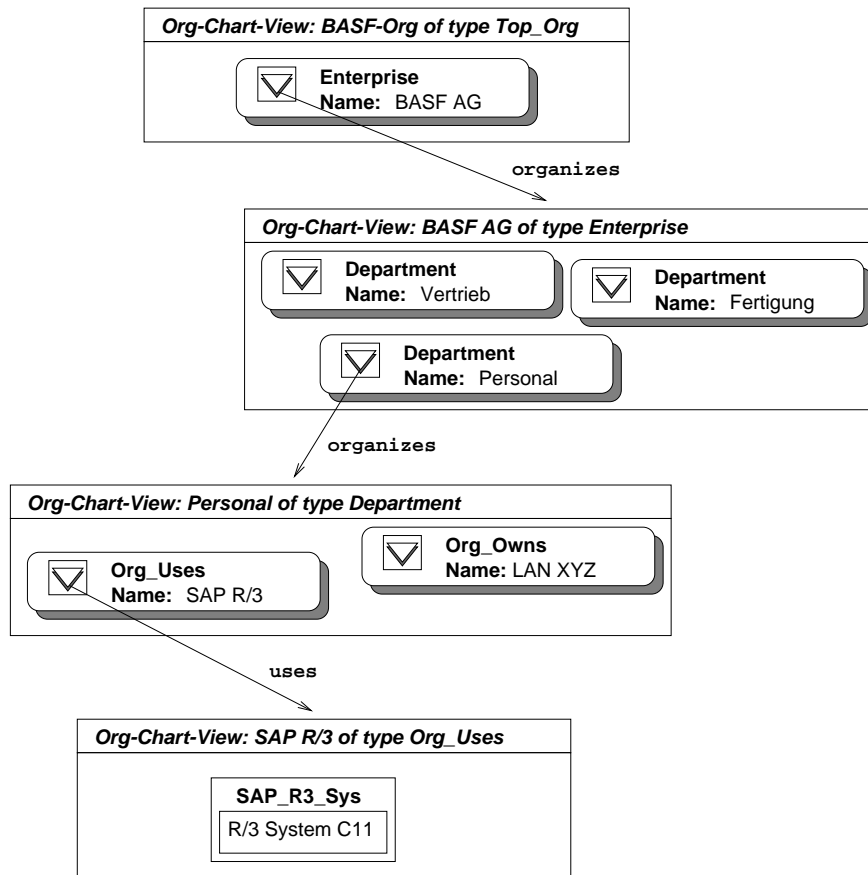 Org-Chart-View: BASF-Org of type Top_Org
Enterprise
Name: BASF AG
organizes
Org-Chart-View: BASF AG of type Enterprise
Department
Name: Vertrieb
Department
Name: Fertigung
Department
Name: Personal
organizes
Org-Chart-View: Personal of type Department
Org_Uses
Name: SAP R/3
Org_Owns
Name: LAN XYZ
uses
Org-Chart-View: SAP R/3 of type Org_Uses
SAP_R3_Sys
R/3 System C11